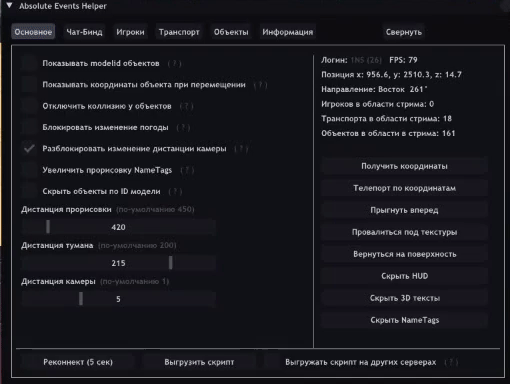 Absolute Events Helper
Основное Чат-Бинд Игроки Транспорт Объекты Информация Свернуть
Показывать modelid объектов ( ? )
Показывать координаты объекта при перемещении ( ? )
Отключить коллизию у объектов ( ? )
Блокировать изменение погоды ( ? )
Разблокировать изменение дистанции камеры ( ? )
Увеличить прорисовку NameTags ( ? )
Скрыть объекты по ID модели ( ? )
Дистанция прорисовки (по-умолчанию 450)
420
Дистанция тумана (по-умолчанию 200)
215
Дистанция камеры (по-умолчанию 1)
5
Логин: 1NS (26) FPS: 79
Позиция x: 956.6, y: 2510.3, z: 14.7
Направление: Восток 261°
Игроков в области стрима: 0
Транспорта в области стрима: 18
Объектов в области в стрима: 161
Получить координаты
Телепорт по координатам
Прыгнуть вперед
Провалиться под текстуры
Вернуться на поверхность
Скрыть HUD
Скрыть 3D тексты
Скрыть NameTags
Реконнект (5 сек) Выгрузить скрипт Выгружать скрипт на других серверах ( ? )